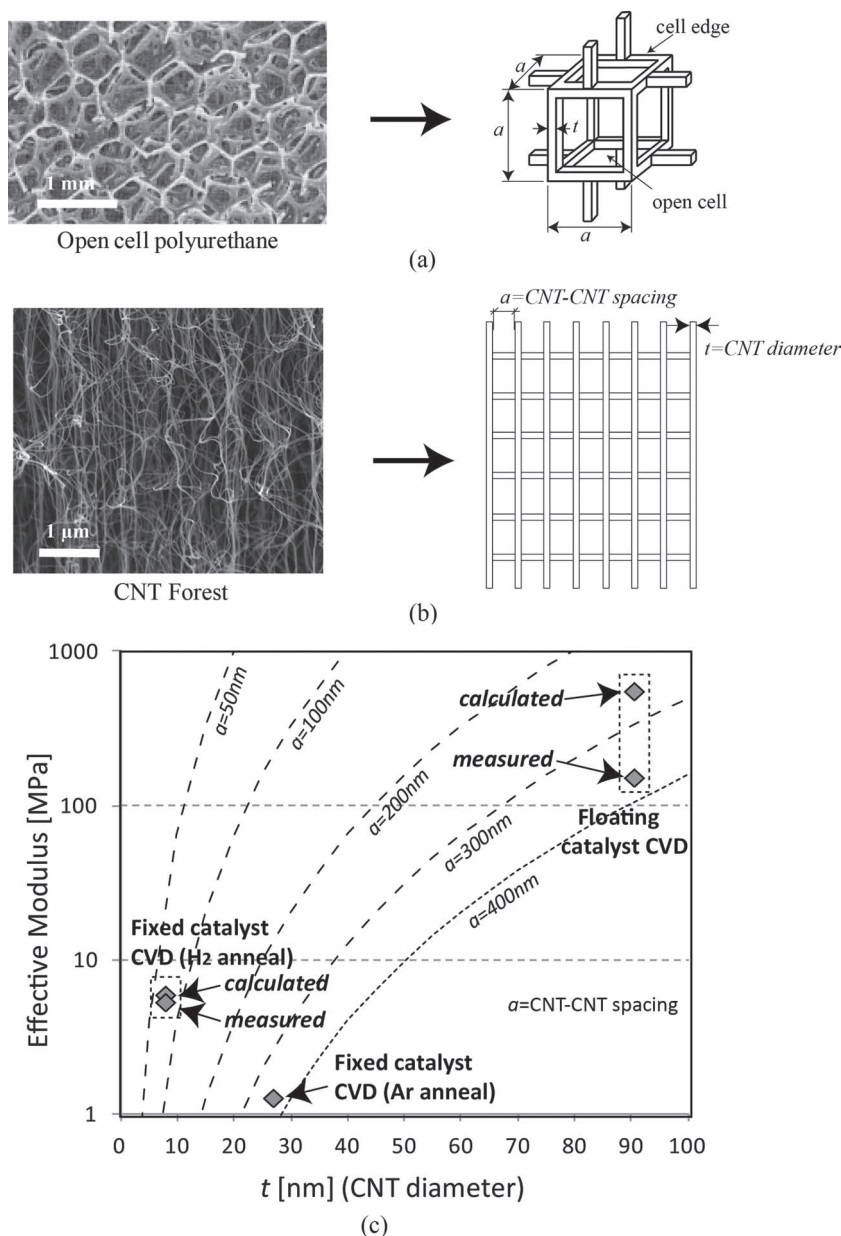 cell edge
a
a
t
open cell
a
1 mm
Open cell polyurethane
(a)
a=CNT-CNT spacing
t=CNT diameter
1 µm
CNT Forest
(b)
1000
100
10
1
Effective Modulus [MPa]
a=50nm
a=100nm
a=200nm
a=300nm
a=400nm
calculated
measured
Floating
catalyst CVD
Fixed catalyst
CVD (H2 anneal)
calculated
measured
a=CNT-CNT spacing
Fixed catalyst
CVD (Ar anneal)
0 10 20 30 40 50 60 70 80 90 100
t [nm] (CNT diameter)
(c)